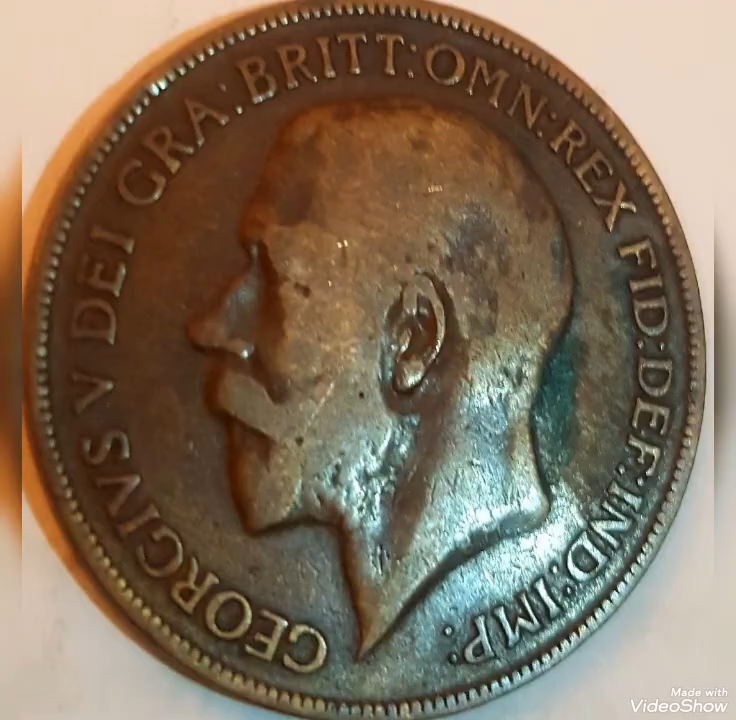 GEORGIVS V DEI GRA: BRITT: OMN: REX FID: DEF: IND: IMP:
Made with
VideoShow